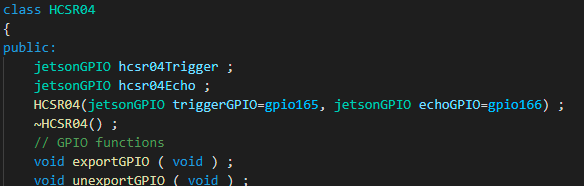 class HCSR04
{
public:
    jetsonGPIO hcsr04Trigger ;
    jetsonGPIO hcsr04Echo ;
    HCSR04(jetsonGPIO triggerGPIO=gpio165, jetsonGPIO echoGPIO=gpio166) ;
    ~HCSR04() ;
    // GPIO functions
    void exportGPIO ( void ) ;
    void unexportGPIO ( void ) ;